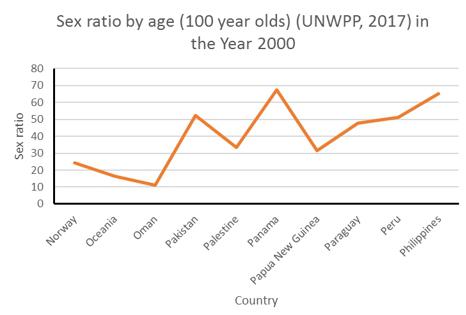 Sex ratio by age (100 year olds) (UNWPP, 2017) in
the Year 2000
80
70
60
50
40
30
20
10
0
Sex ratio
Norway
Oceania
Oman
Pakistan
Palestine
Panama
Papua New Guinea
Paraguay
Peru
Philippines
Country